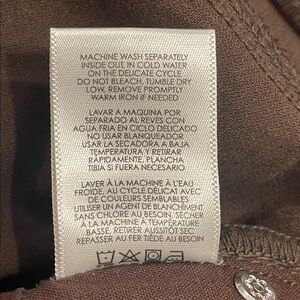 MACHINE WASH SEPARATELY
INSIDE OUT, IN COLD WATER
ON THE DELICATE CYCLE
DO NOT BLEACH, TUMBLE DRY
LOW, REMOVE PROMPTLY
WARM IRON IF NEEDED
LAVAR A MAQUINA POR
SEPARADO AL REVES CON
AGUA FRIA EN CICLO DELICADO
NO USAR BLANQUEADOR
USAR LA SECADORA A BAJA
TEMPERATURA Y RETIRAR
RAPIDAMENTE, PLANCHA
TIBIA SI FUERA NECESARIO
LAVER À LA MACHINE À L'EAU
FROIDE, AU CYCLE DÉLICAT AVEC
DE COULEURS SEMBLABLES
UTILISER UN AGENT DE BLANCHIMENT
SANS CHLORE AU BESOIN, SÉCHER
À LA MACHINE À BASSE
TEMPÉRATURE. RETIRER AUSSITÔT SEC
REPASSER AU FER TIÈDE AU BESOIN